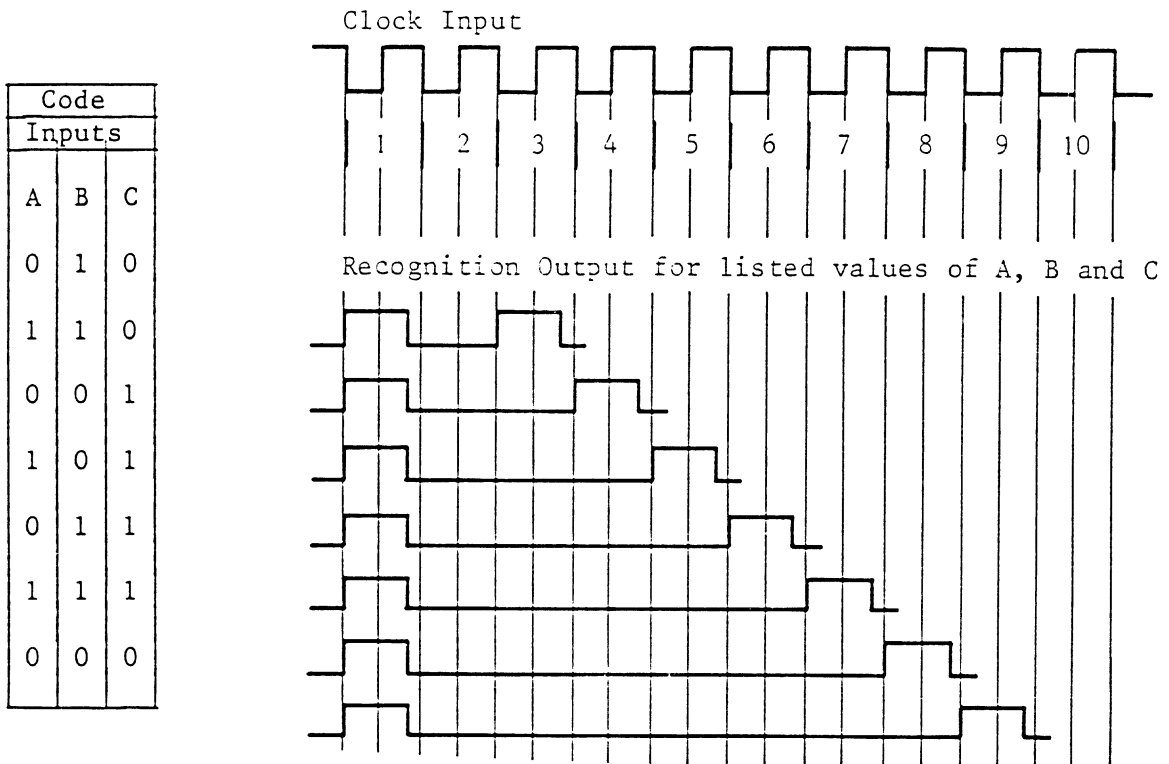 Clock Input
Code
Inputs
1 2 3 4 5 6 7 8 9 10
A B C
0 1 0
Recognition Output for listed values of A, B and C
1 1 0
0 0 1
1 0 1
0 1 1
1 1 1
0 0 0